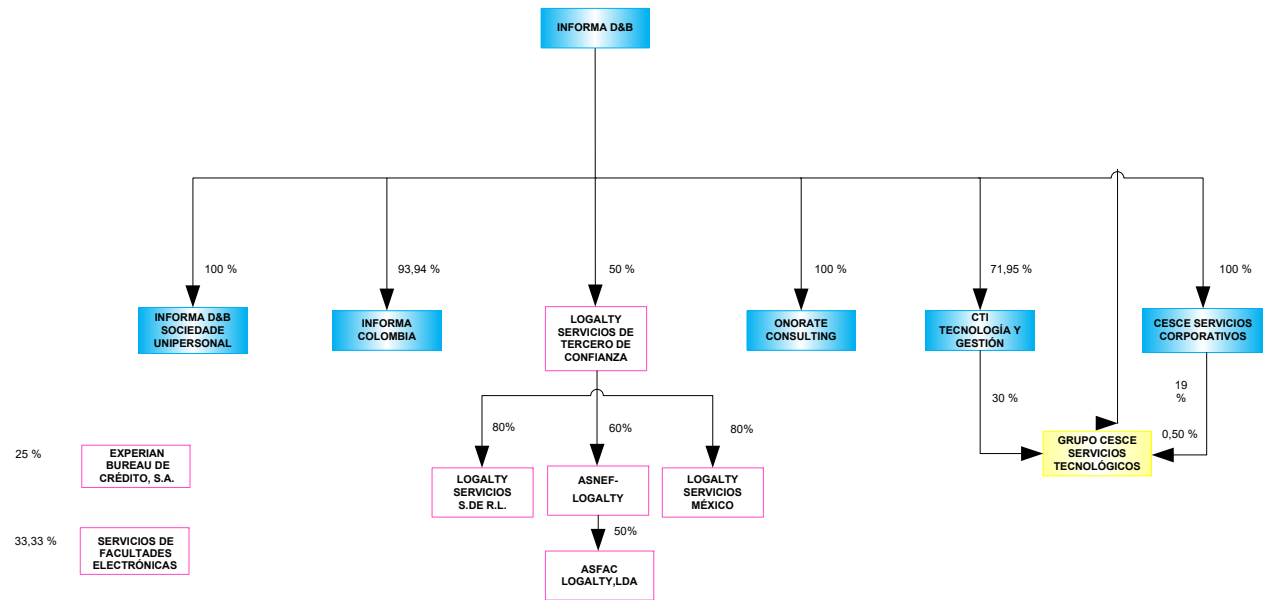 INFORMA D&B
100 %
93,94 %
50 %
100 %
71,95 %
100 %
INFORMA D&B
SOCIEDADE
UNIPERSONAL
INFORMA
COLOMBIA
LOGALTY
SERVICIOS DE
TERCERO DE
CONFIANZA
ONORATE
CONSULTING
CTI
TECNOLOGÍA Y
GESTIÓN
CESCE SERVICIOS
CORPORATIVOS
80%
60%
80%
30 %
19
%
0,50 %
25 %
EXPERIAN
BUREAU DE
CRÉDITO, S.A.
LOGALTY
SERVICIOS
S.DE R.L.
ASNEF-
LOGALTY
LOGALTY
SERVICIOS
MÉXICO
GRUPO CESCE
SERVICIOS
TECNOLÓGICOS
50%
33,33 %
SERVICIOS DE
FACULTADES
ELECTRÓNICAS
ASFAC
LOGALTY,LDA